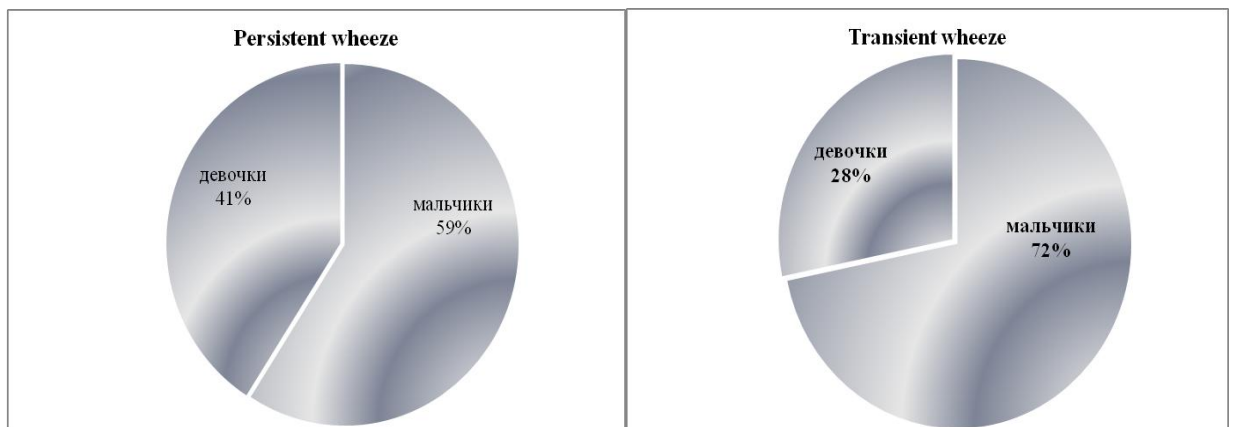 Persistent wheeze
девочки
41%
мальчики
59%
Transient wheeze
девочки
28%
мальчики
72%